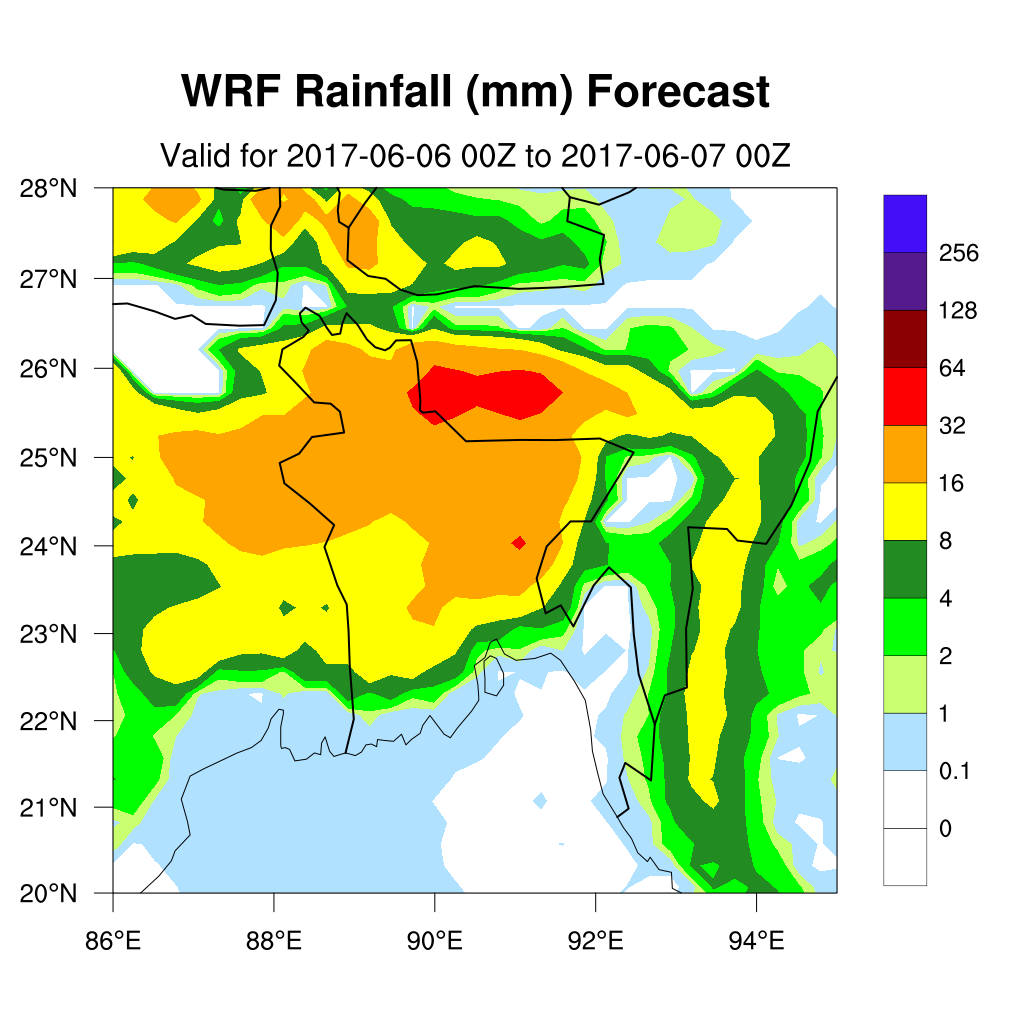 WRF Rainfall (mm) Forecast
Valid for 2017-06-06 00Z to 2017-06-07 00Z
28°N
27°N
26°N
25°N
24°N
23°N
22°N
21°N
20°N
86°E 88°E 90°E 92°E 94°E
256
128
64
32
16
8
4
2
1
0.1
0